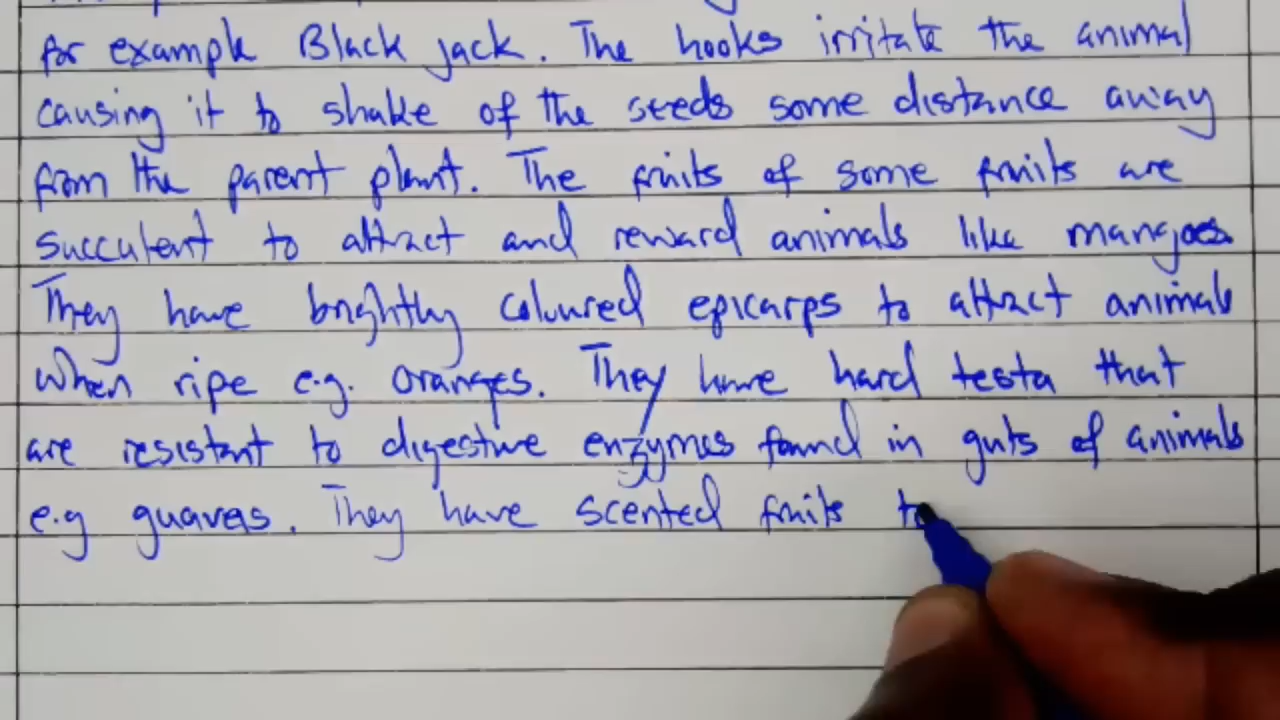 for example Black jack. The hooks irritate the animal
causing it to shake of the seeds some distance away
from the parent plant. The fruits of some fruits are
succulent to attract and reward animals like mangoes
They have brightly coloured epicarps to attract animals
when ripe e.g. oranges. They have hard testa that
are resistant to digestive enzymes found in guts of animals
e.g guavas. They have scented fruits to